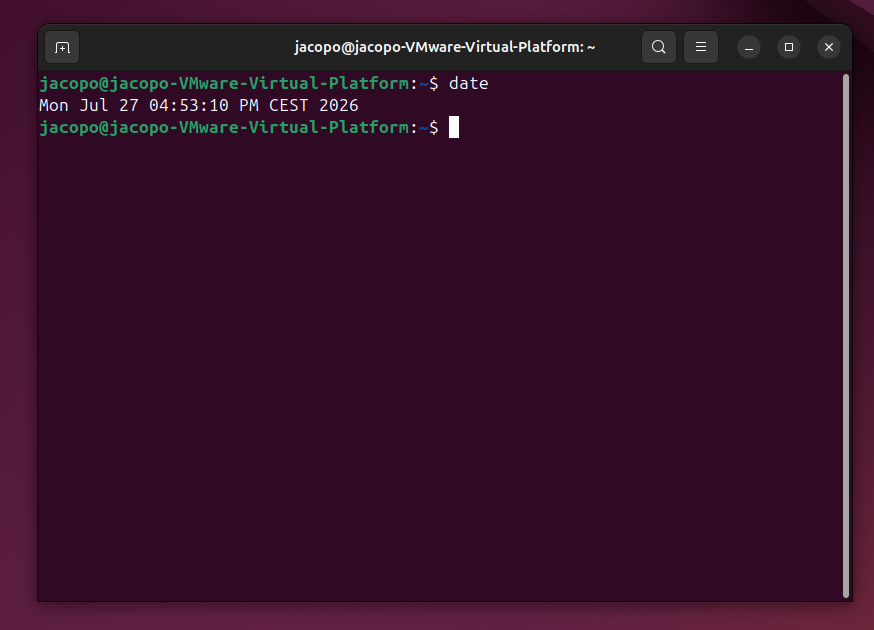 jacopo@jacopo-VMware-Virtual-Platform: ~
jacopo@jacopo-VMware-Virtual-Platform:~$ date
Mon Jul 27 04:53:10 PM CEST 2026
jacopo@jacopo-VMware-Virtual-Platform:~$